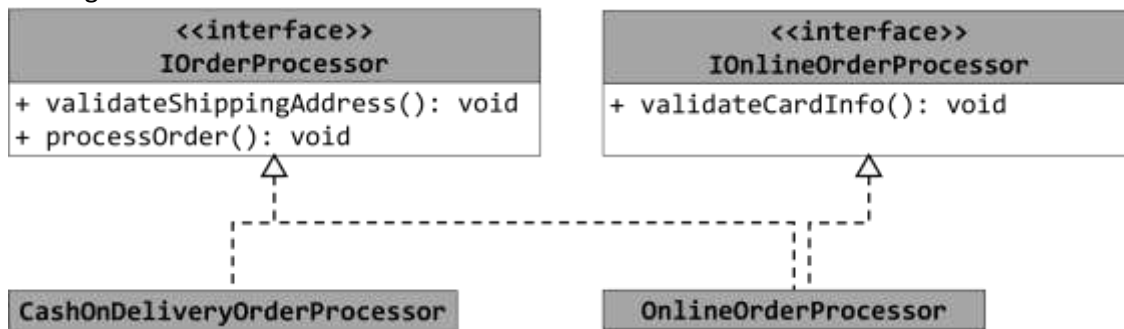 <<interface>>
IOrderProcessor
+ validateShippingAddress(): void
+ processOrder(): void
<<interface>>
IOnlineOrderProcessor
+ validateCardInfo(): void
CashOnDeliveryOrderProcessor
OnlineOrderProcessor